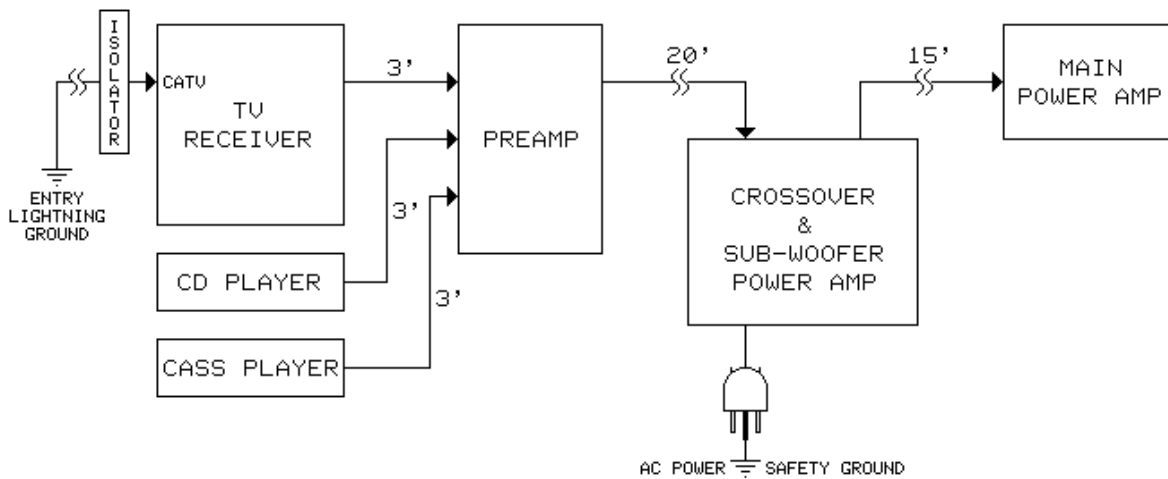 ISOLATOR
CATV
TV
RECEIVER
3'
PREAMP
20'
15'
MAIN
POWER AMP
ENTRY
LIGHTNING
GROUND
3'
CROSSOVER
&
SUB-WOOFER
POWER AMP
CD PLAYER
3'
CASS PLAYER
AC POWER SAFETY GROUND